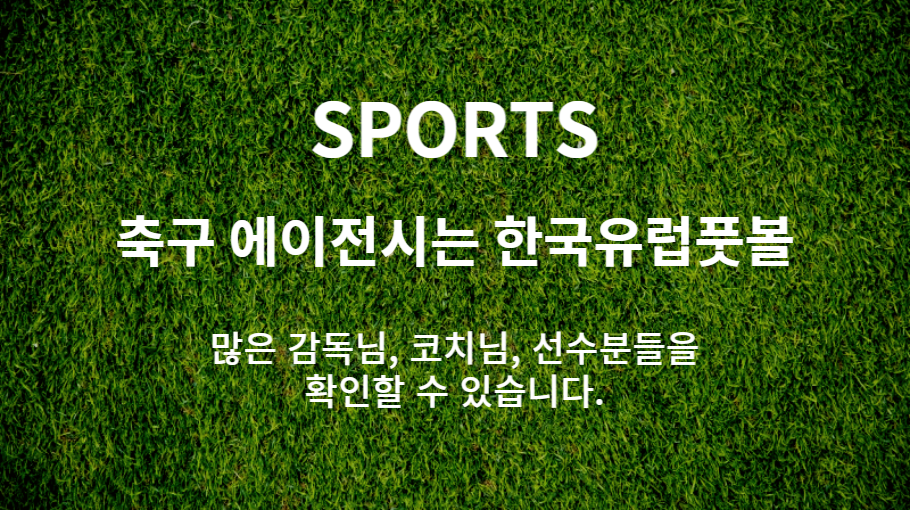 SPORTS
축구 에이전시는 한국유럽풋볼
많은 감독님, 코치님, 선수분들을
확인할 수 있습니다.